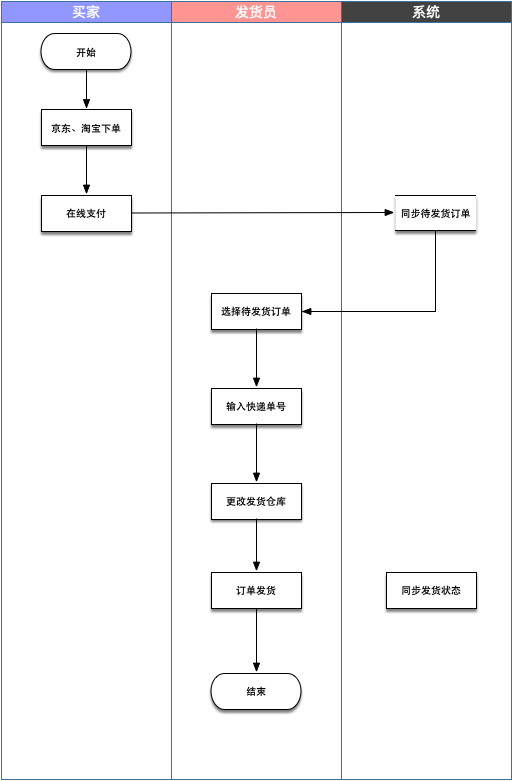 买家
发货员
系统
开始
京东、淘宝下单
在线支付
同步待发货订单
选择待发货订单
输入快递单号
更改发货仓库
订单发货
同步发货状态
结束